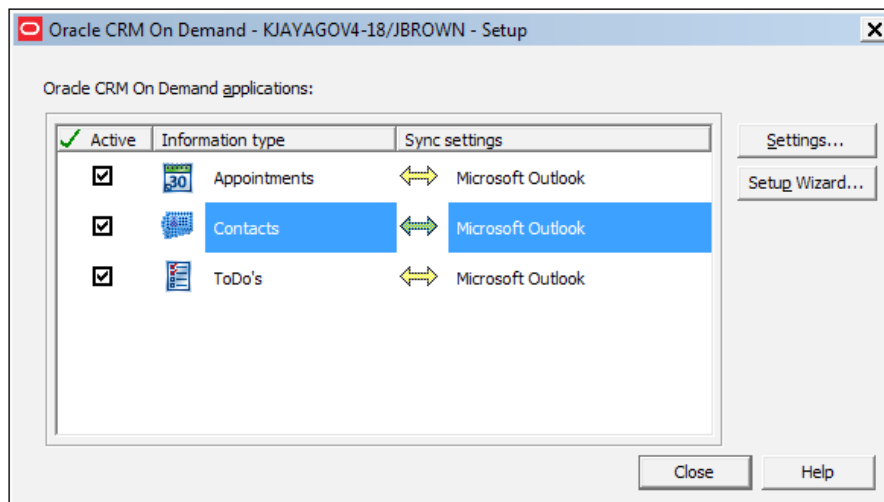 Oracle CRM On Demand - KJAYAGOV4-18/JBROWN - Setup
Oracle CRM On Demand applications:
Active Information type Sync settings
30 Appointments Microsoft Outlook
Contacts Microsoft Outlook
ToDo's Microsoft Outlook
Settings...
Setup Wizard...
Close Help